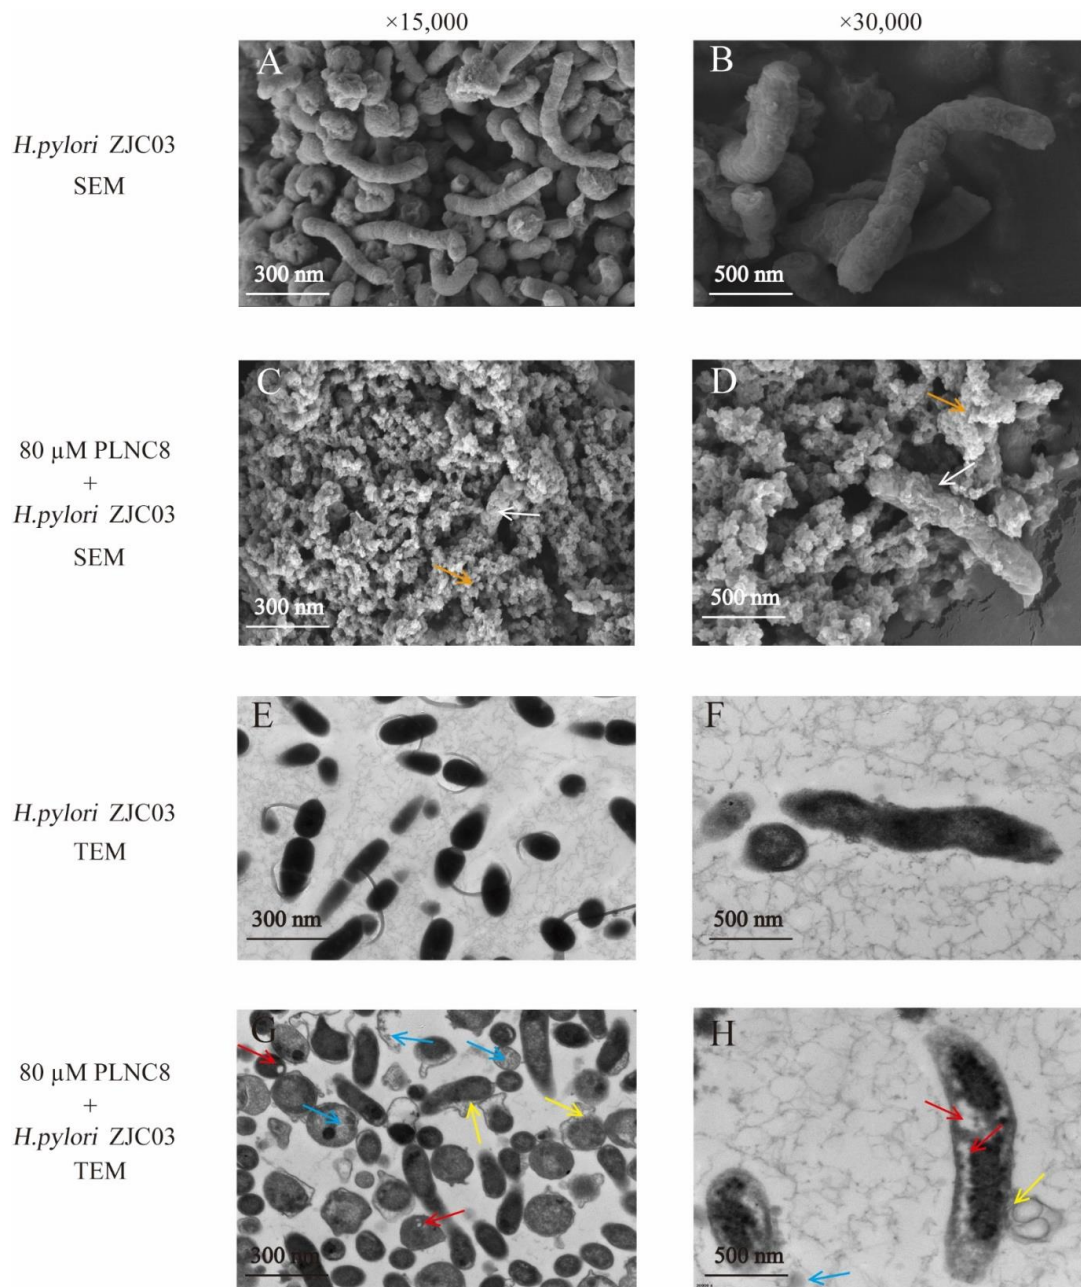 ×15,000
×30,000
H.pylori ZJC03
SEM
A
300 nm
B
500 nm
80 µM PLNC8
+
H.pylori ZJC03
SEM
C
300 nm
D
500 nm
H.pylori ZJC03
TEM
E
300 nm
F
500 nm
80 µM PLNC8
+
H.pylori ZJC03
TEM
G
300 nm
H
500 nm